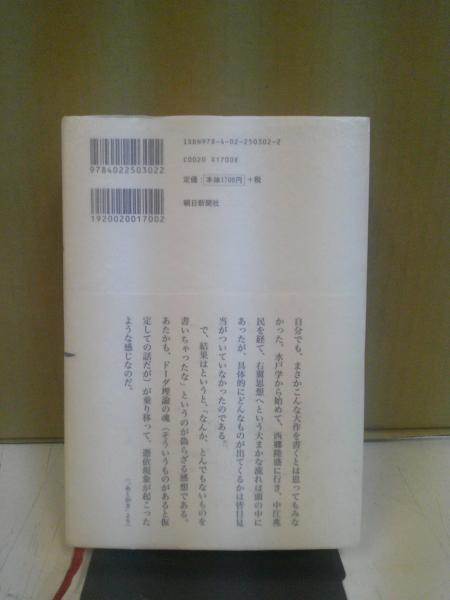 ISBN978-4-02-250302-2
C0020 ¥1700E
定価：本体1700円＋税
朝日新聞社
9784022503022
1920020017002
自分でも、まさかこんな大作を書くとは思ってもみな
かった。水戸学から始めて、西郷隆盛に行き、中江兆
民を経て、右翼思想へという大まかな流れは頭の中に
あったが、具体的にどんなものが出てくるかは皆目見
当がついていなかったのである。
で、結果はというと、「なんか、とんでもないものを
書いちゃったな」というのが偽らざる感想である。
あたかも、ドーダ理論の魂（そういうものがあると仮
定しての話だが）が乗り移って、憑依現象が起こった
ような感じなのだ。
（「あとがき」より）